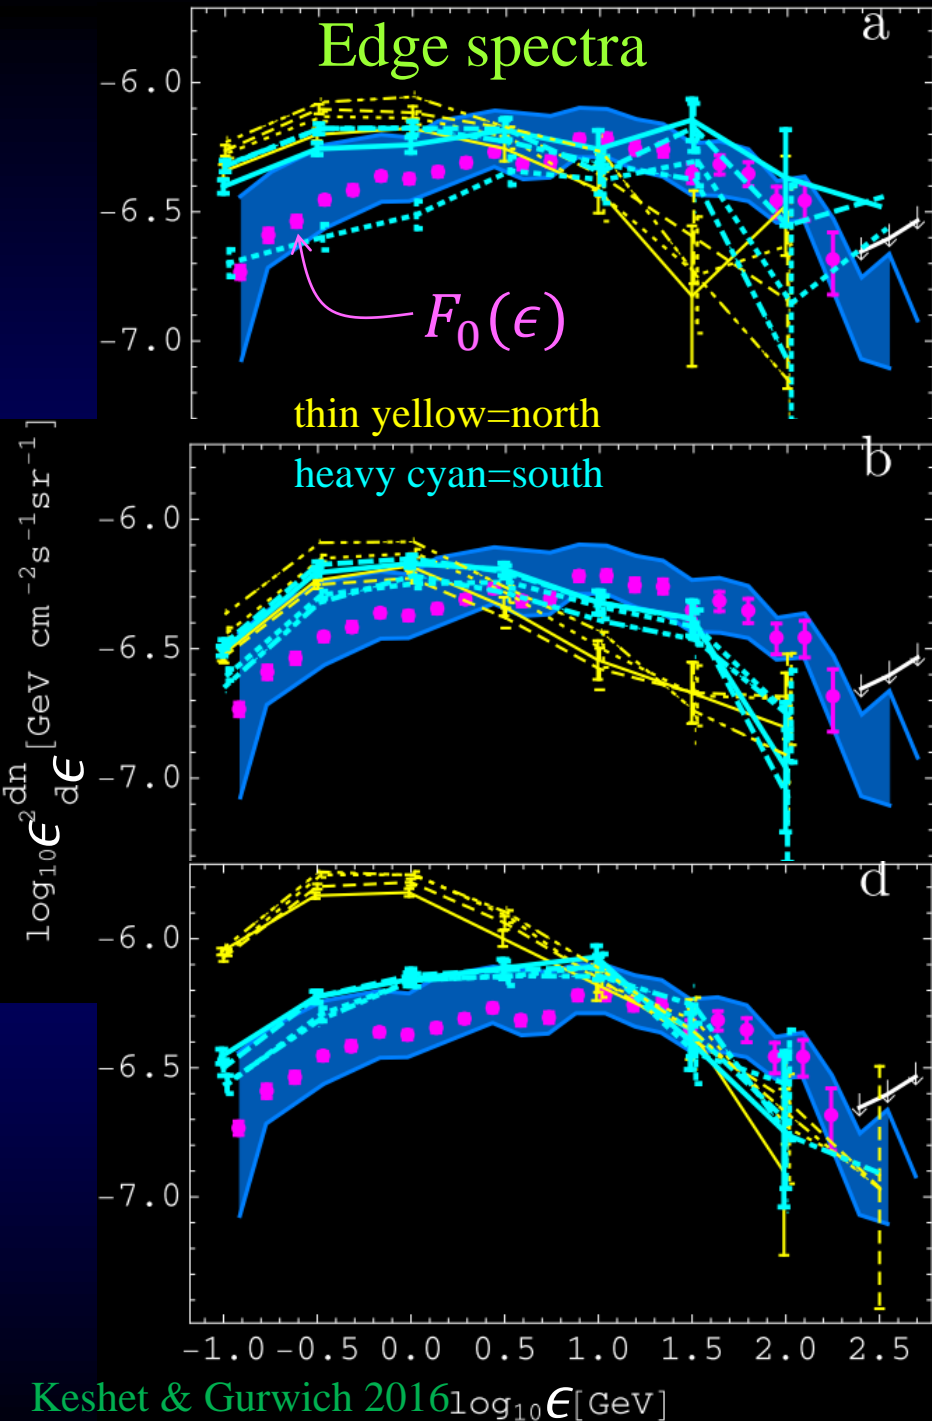 Edge spectra
a
−6.0
−6.5
−7.0
F₀(ϵ)
thin yellow=north
heavy cyan=south
b
−6.0
−6.5
−7.0
log₁₀ϵ² dn/dϵ [GeV cm⁻²s⁻¹sr⁻¹]
d
−6.0
−6.5
−7.0
−1.0 −0.5 0.0 0.5 1.0 1.5 2.0 2.5
Keshet & Gurwich 2016 log₁₀ϵ[GeV]